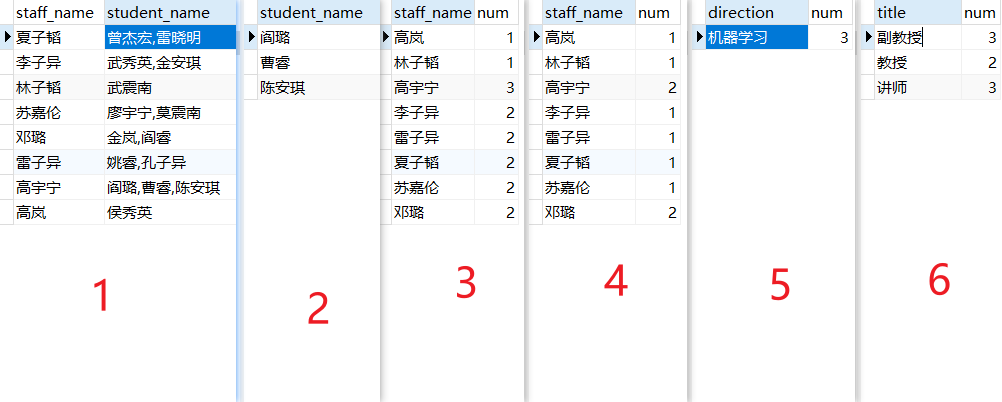 staff_name student_name
夏子韬 曾杰宏,雷晓明
李子异 武秀英,金安琪
林子韬 武震南
苏嘉伦 廖宇宁,莫震南
邓璐 金岚,阎睿
雷子异 姚睿,孔子异
高宇宁 阎璐,曹睿,陈安琪
高岚 侯秀英
1
student_name
阎璐
曹睿
陈安琪
2
staff_name num
高岚 1
林子韬 1
高宇宁 3
李子异 2
雷子异 2
夏子韬 2
苏嘉伦 2
邓璐 2
3
staff_name num
高岚 1
林子韬 1
高宇宁 2
李子异 1
雷子异 1
夏子韬 1
苏嘉伦 1
邓璐 2
4
direction num
机器学习 3
5
title num
副教授 3
教授 2
讲师 3
6